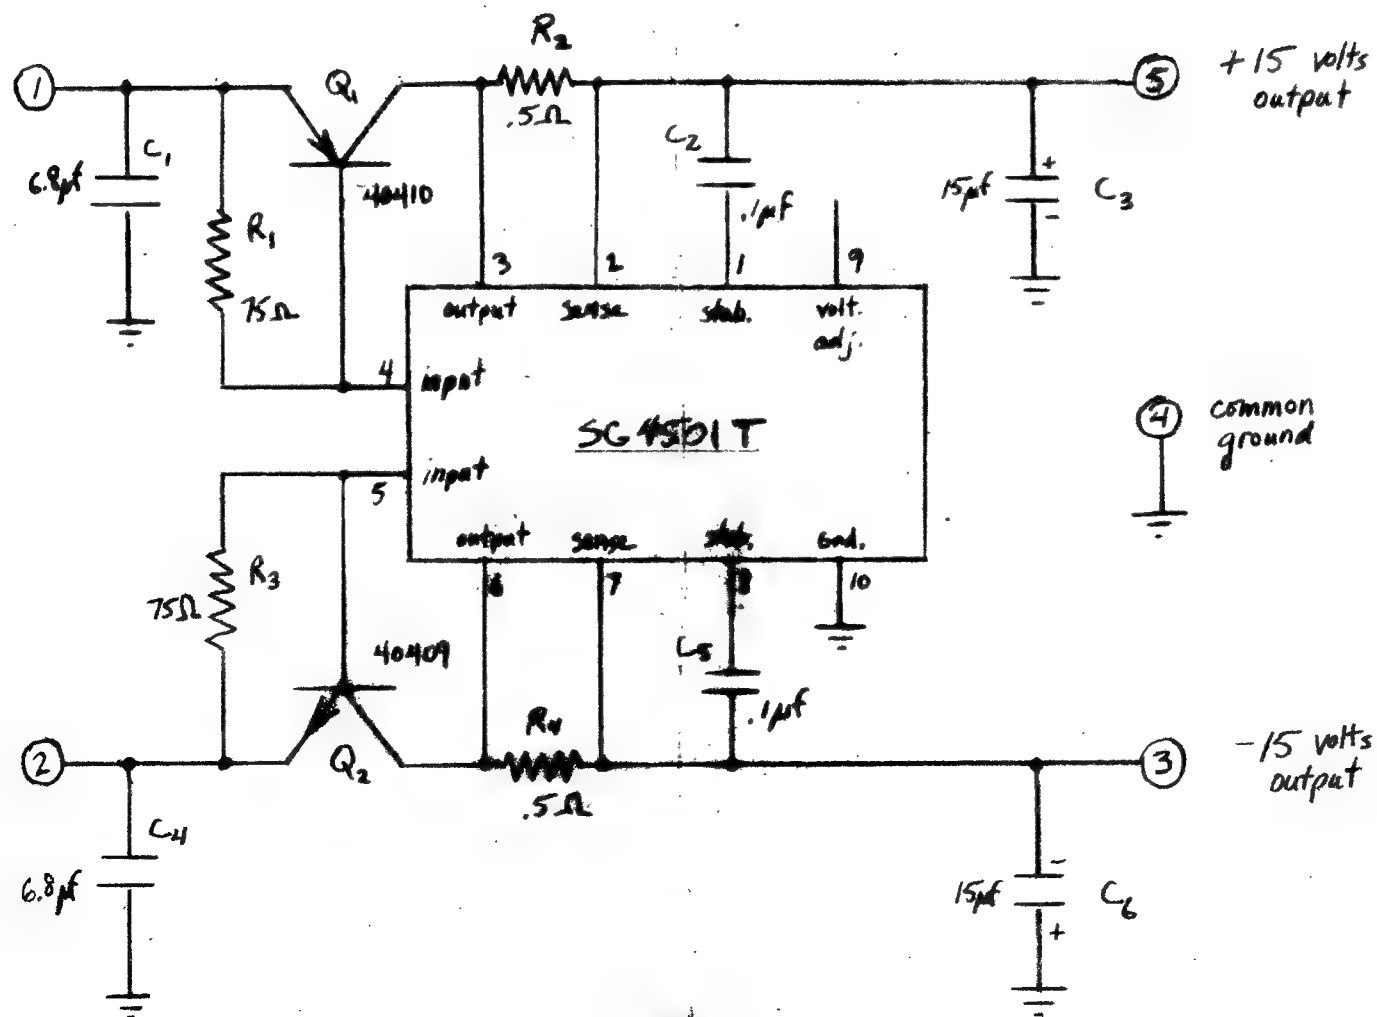 R2
1
Q1
5
+15 volts
output
.5Ω
C1
C2
6.8µf
40410
15µf
+
C3
-
.1µf
R1
75Ω
3
2
1
9
output
sense
stab.
volt.
adj.
4
input
SG4501T
4
common
ground
input
5
output
sense
stab.
Gnd.
6
7
8
10
R3
75Ω
40409
C5
.1µf
R4
2
Q2
.5Ω
3
-15 volts
output
C4
6.8µf
-
15µf
C6
+